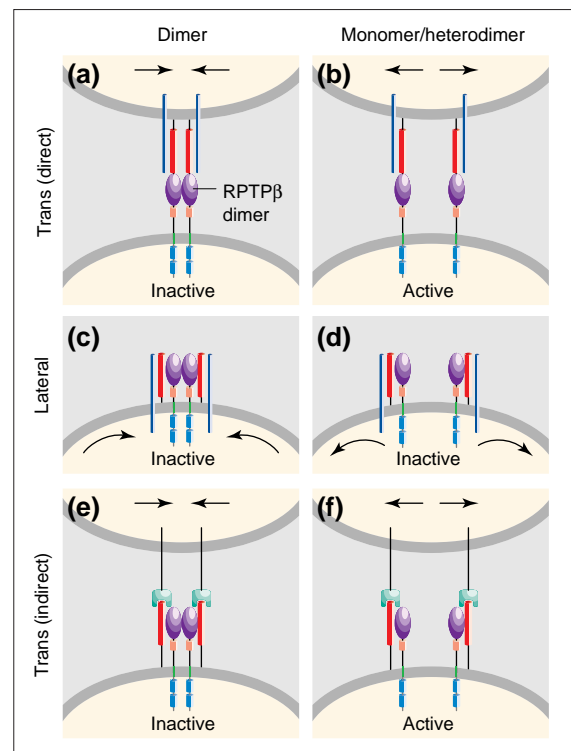 Dimer
Monomer/heterodimer
Trans (direct)
(a)
(b)
RPTPβ
dimer
Inactive
Active
Lateral
(c)
(d)
Inactive
Inactive
Trans (indirect)
(e)
(f)
Inactive
Active